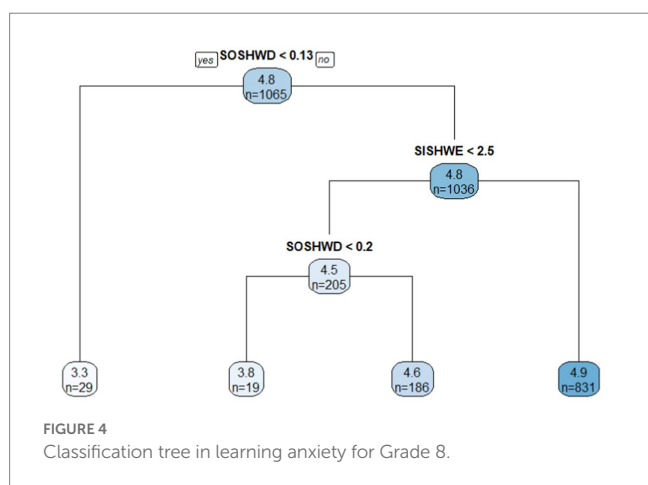 yes SOSHWD < 0.13 no
4.8
n=1065
SISHWE < 2.5
4.8
n=1036
SOSHWD < 0.2
4.5
n=205
3.3
n=29
3.8
n=19
4.6
n=186
4.9
n=831
FIGURE 4
Classification tree in learning anxiety for Grade 8.